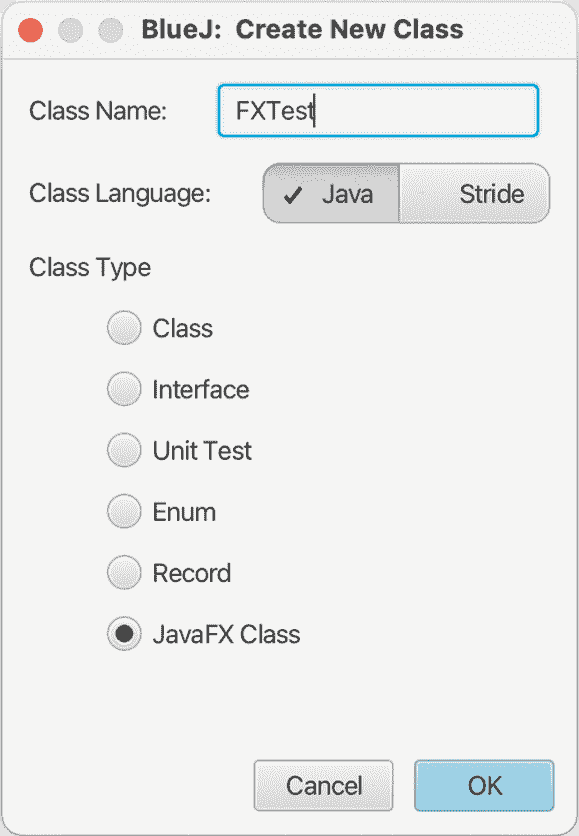 BlueJ: Create New Class
Class Name: FXTest
Class Language: ✓ Java Stride
Class Type
Class
Interface
Unit Test
Enum
Record
JavaFX Class
Cancel OK